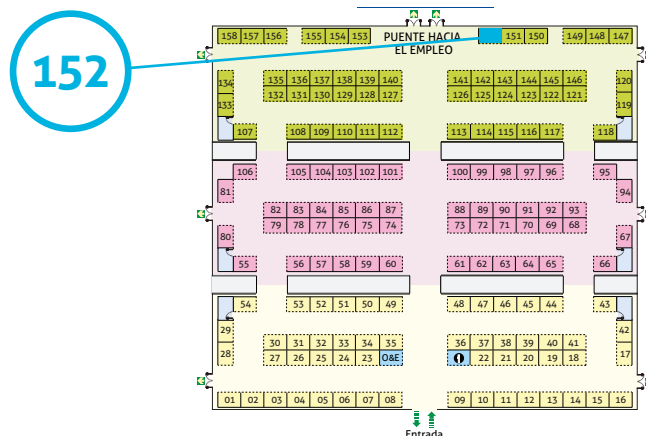 152
158 157 156 155 154 153 PUENTE HACIA 151 150 149 148 147
EL EMPLEO
134 135 136 137 138 139 140 141 142 143 144 145 146 120
133 132 131 130 129 128 127 126 125 124 123 122 121 119
107 108 109 110 111 112 113 114 115 116 117 118
106 105 104 103 102 101 100 99 98 97 96 95
81 94
82 83 84 85 86 87 88 89 90 91 92 93
80 79 78 77 76 75 74 73 72 71 70 69 68 67
55 56 57 58 59 60 61 62 63 64 65 66
54 53 52 51 50 49 48 47 46 45 44 43
29 42
30 31 32 33 34 35 36 37 38 39 40 41
28 27 26 25 24 23 O&E 22 21 20 19 18 17
01 02 03 04 05 06 07 08 09 10 11 12 13 14 15 16
Entrada